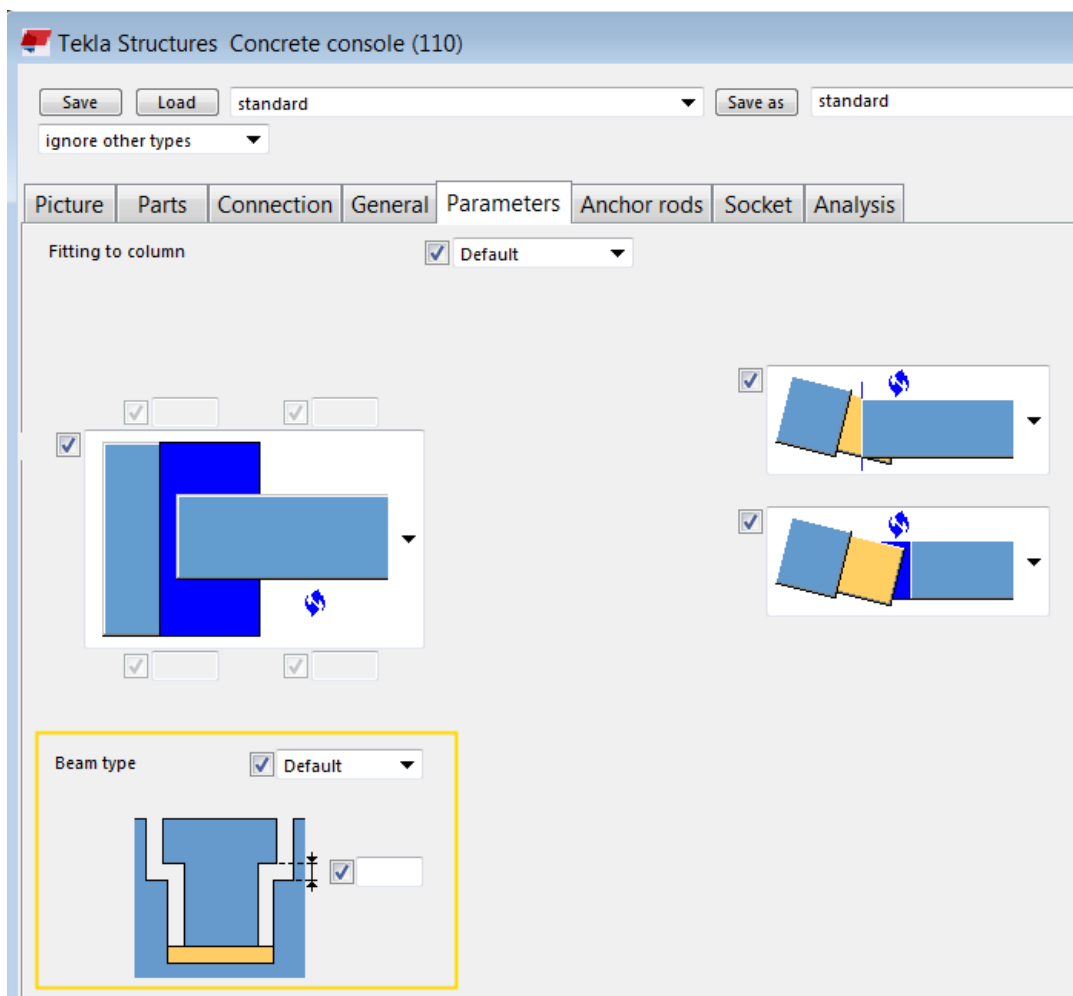 Tekla Structures Concrete console (110)
Save Load standard Save as standard
ignore other types
Picture Parts Connection General Parameters Anchor rods Socket Analysis
Fitting to column Default
Beam type Default